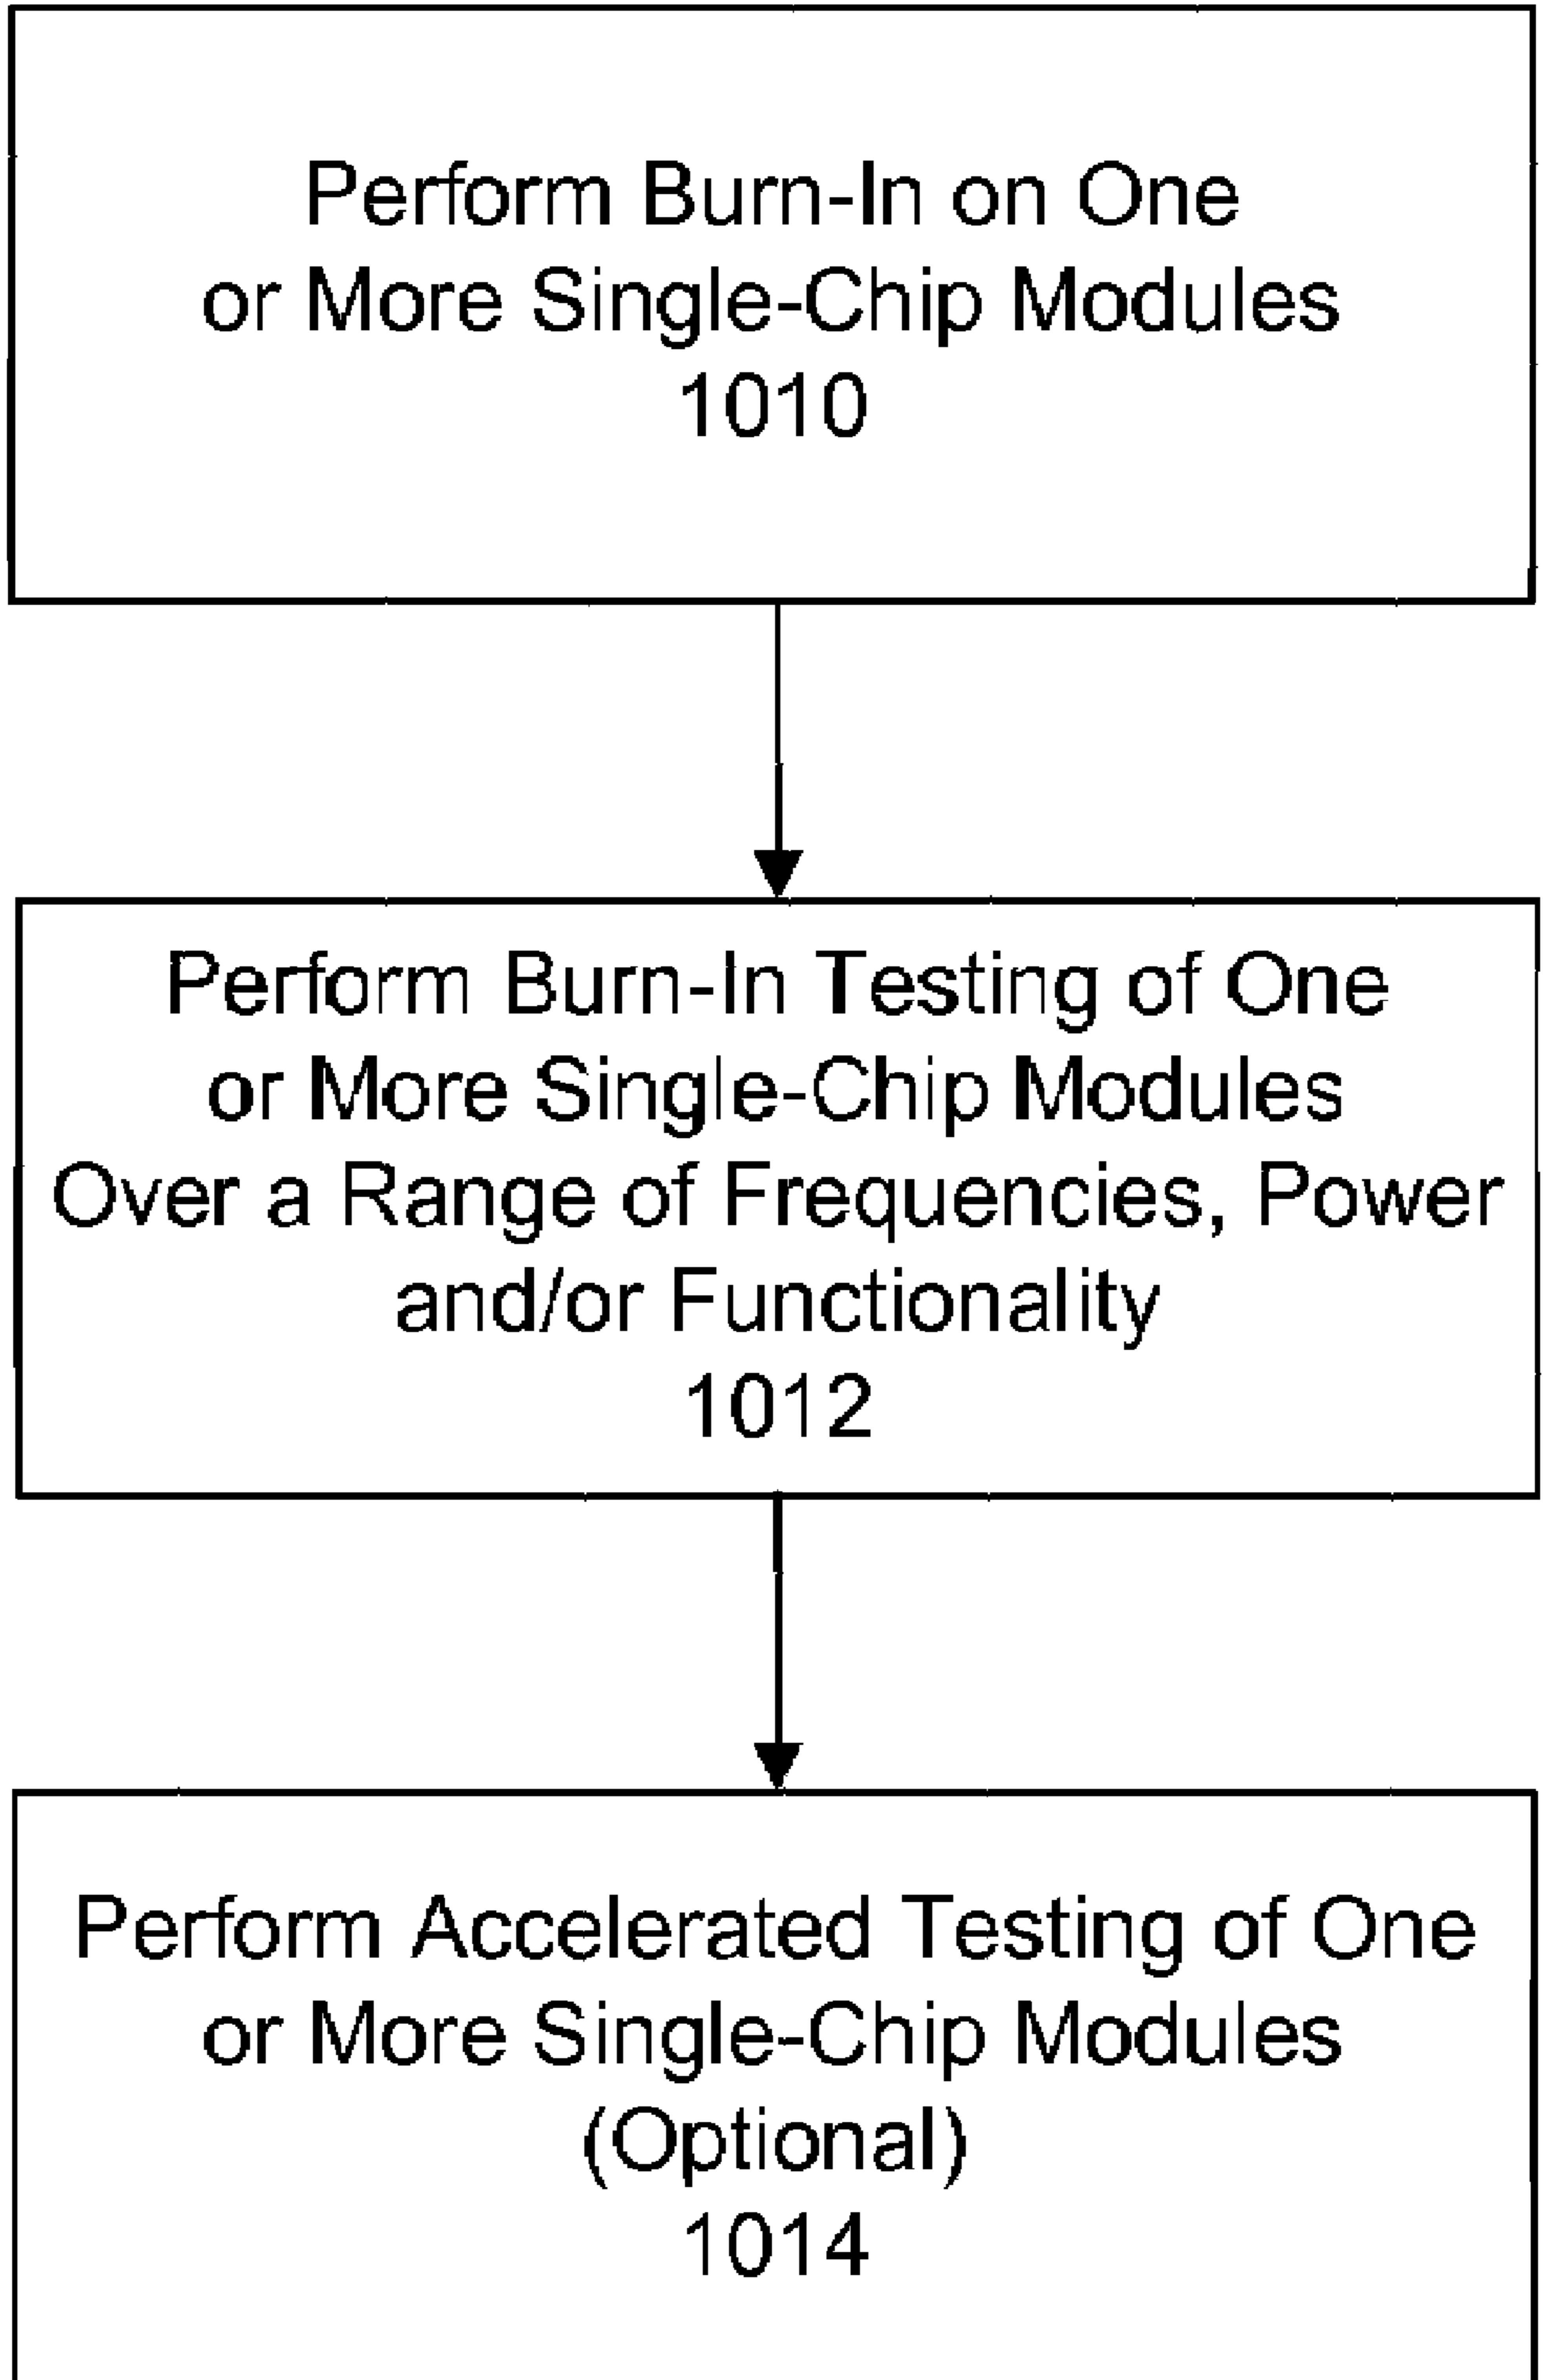 Perform Burn-In on One
or More Single-Chip Modules
1010
Perform Burn-In Testing of One
or More Single-Chip Modules
Over a Range of Frequencies, Power
and/or Functionality
1012
Perform Accelerated Testing of One
or More Single-Chip Modules
(Optional)
1014